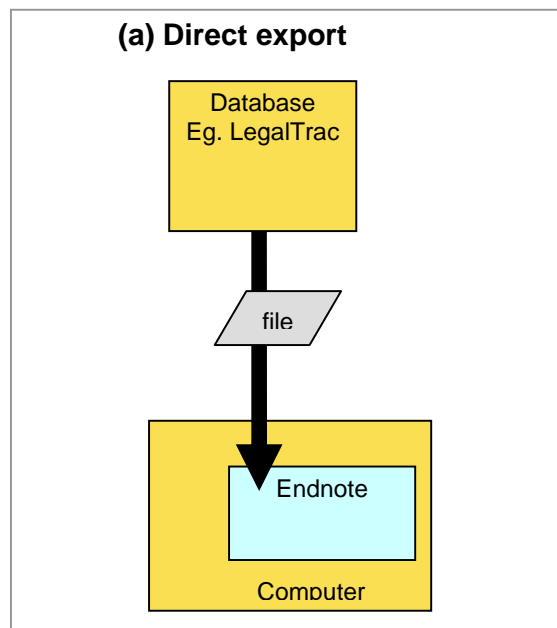 (a) Direct export
Database
Eg. LegalTrac
file
Endnote
Computer